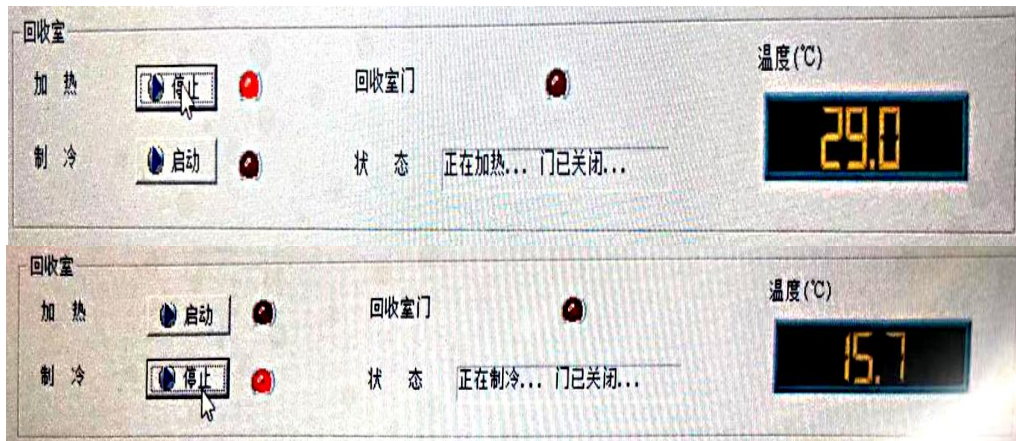 回收室
温度(℃)
加 热 停止 回收室门
29.0
制 冷 启动 状 态 正在加热... 门已关闭...
回收室
温度(℃)
加 热 启动 回收室门
15.7
制 冷 停止 状 态 正在制冷... 门已关闭...